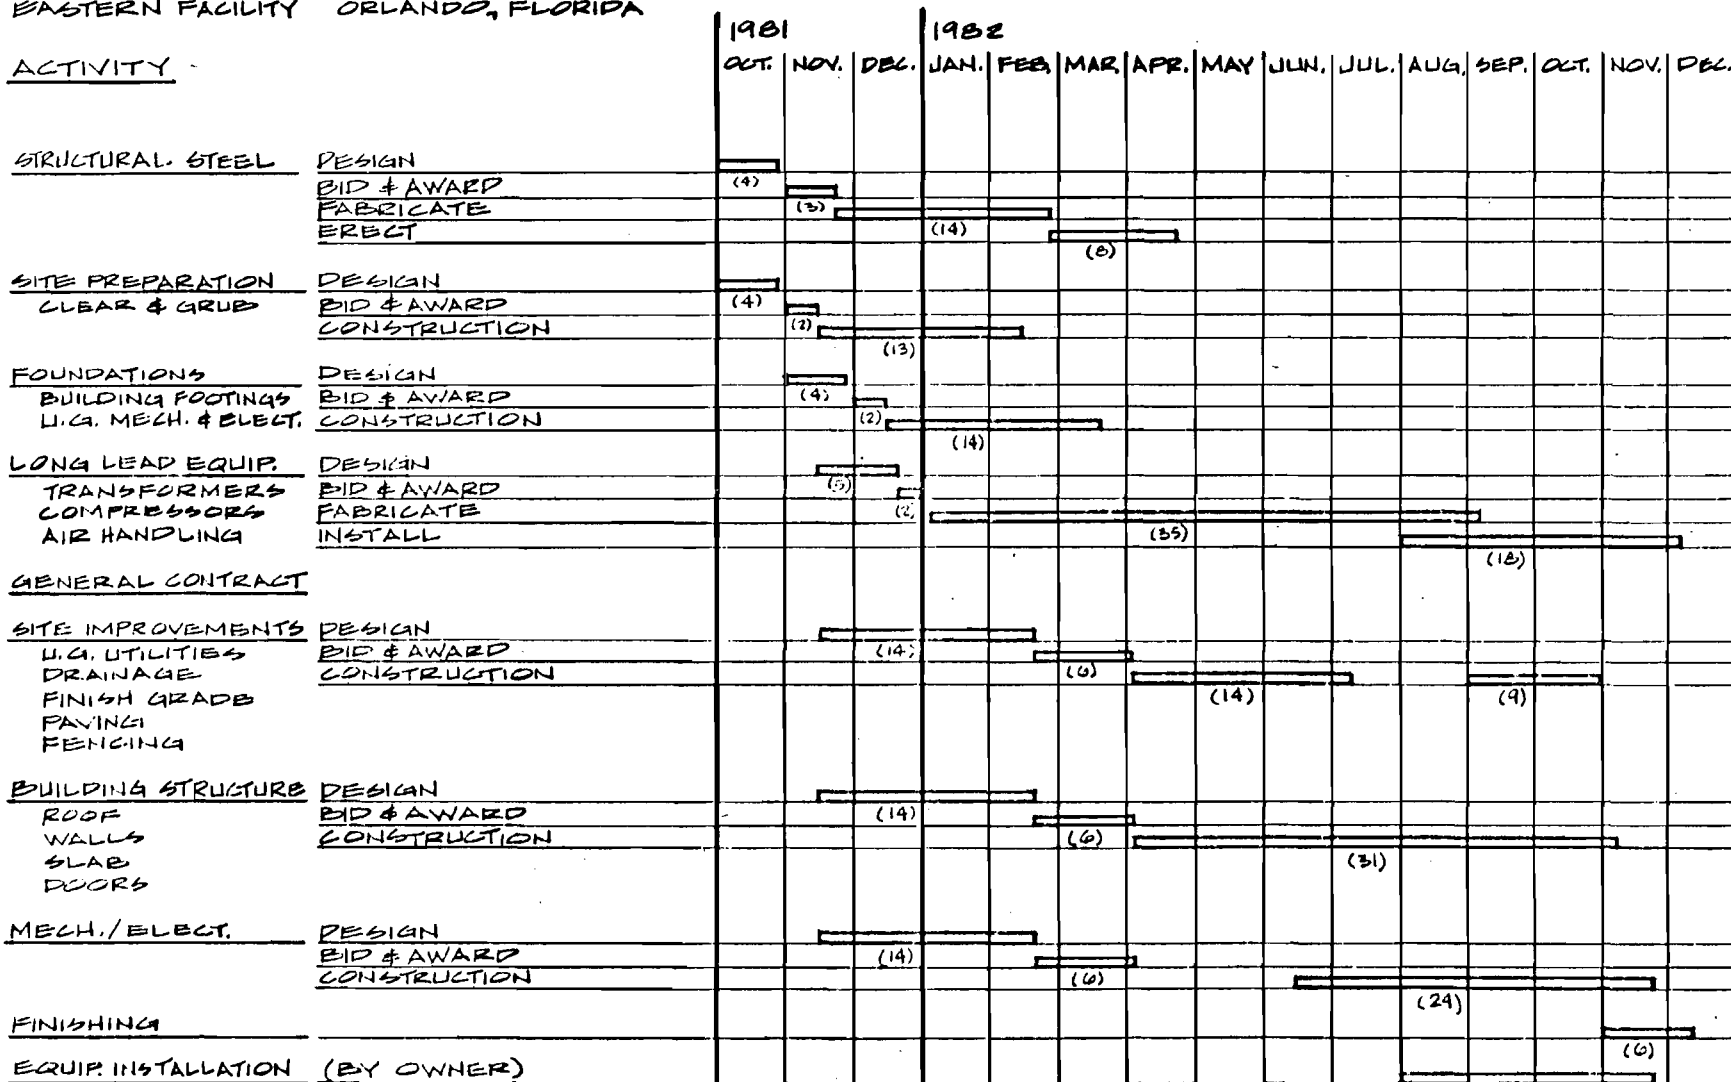 EASTERN FACILITY ORLANDO, FLORIDA
1981 1982
ACTIVITY OCT. NOV. DEC. JAN. FEB. MAR. APR. MAY JUN. JUL. AUG. SEP. OCT. NOV. DEC.
STRUCTURAL STEEL DESIGN
(4)
BID & AWARD
(3)
FABRICATE
(14)
ERECT
(8)
SITE PREPARATION DESIGN
(4)
CLEAR & GRUB BID & AWARD
(2)
CONSTRUCTION
(13)
FOUNDATIONS DESIGN
(4)
BUILDING FOOTINGS BID & AWARD
(2)
U.G. MECH. & ELECT. CONSTRUCTION
(14)
LONG LEAD EQUIP. DESIGN
(5)
TRANSFORMERS BID & AWARD
(2)
COMPRESSORS FABRICATE
(35)
AIR HANDLING INSTALL
(18)
GENERAL CONTRACT
SITE IMPROVEMENTS DESIGN
(14)
U.G. UTILITIES BID & AWARD
(6)
DRAINAGE CONSTRUCTION
(14) (9)
FINISH GRADE
PAVING
FENCING
BUILDING STRUCTURE DESIGN
(14)
ROOF BID & AWARD
(6)
WALLS CONSTRUCTION
(31)
SLAB
DOORS
MECH./ELECT. DESIGN
(14)
BID & AWARD
(6)
CONSTRUCTION
(24)
FINISHING
(6)
EQUIP. INSTALLATION (BY OWNER)